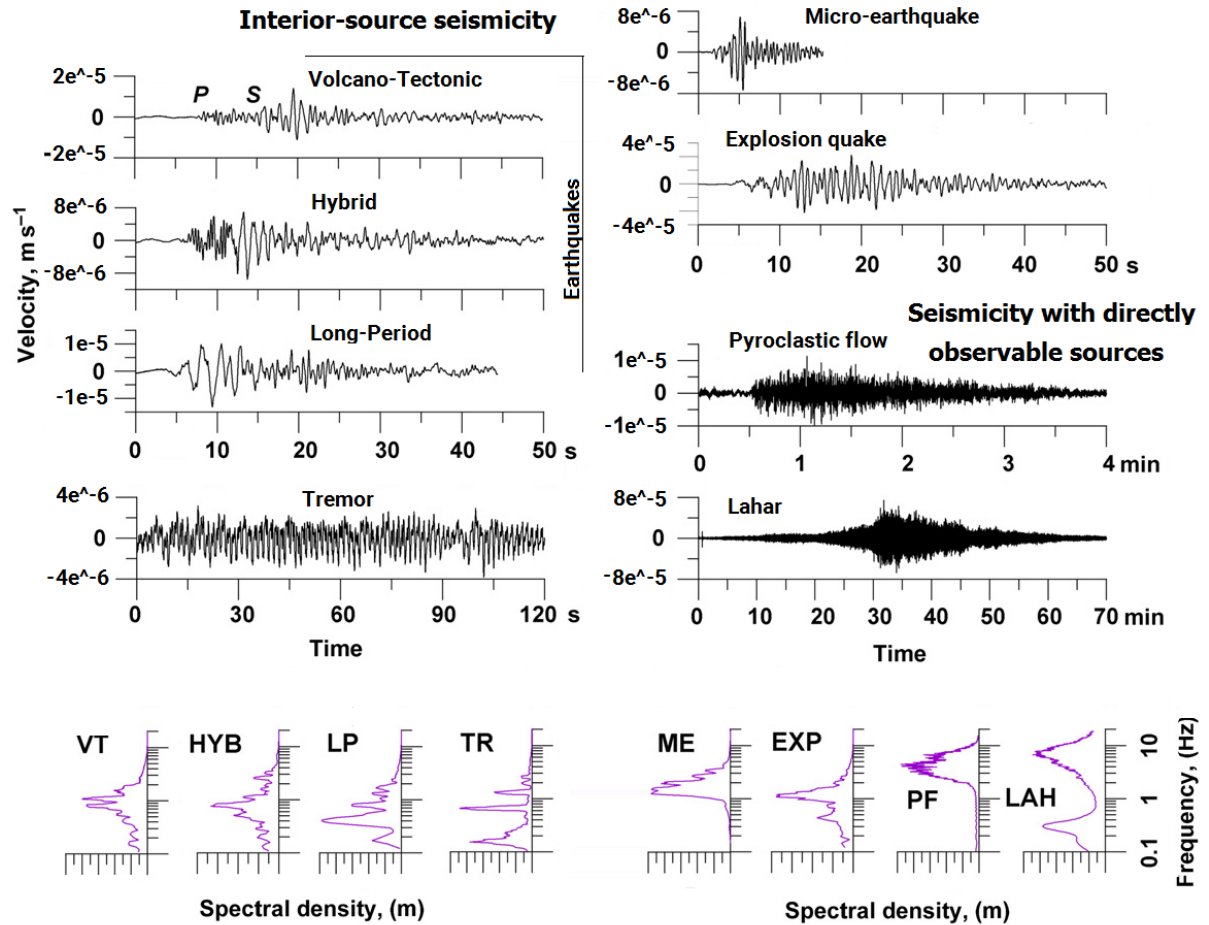 Interior-source seismicity
Velocity, m s⁻¹
2e^-5
0
-2e^-5
P
S
Volcano-Tectonic
8e^-6
0
-8e^-6
Hybrid
1e^-5
0
-1e^-5
Long-Period
0 10 20 30 40 50 s
Earthquakes
4e^-6
0
-4e^-6
Tremor
0 30 60 90 120 s
Time
8e^-6
0
-8e^-6
Micro-earthquake
4e^-5
0
-4e^-5
Explosion quake
0 10 20 30 40 50 s
Seismicity with directly
observable sources
1e^-5
0
-1e^-5
Pyroclastic flow
0 1 2 3 4 min
8e^-5
0
-8e^-5
Lahar
0 10 20 30 40 50 60 70 min
Time
VT
HYB
LP
TR
Spectral density, (m)
ME
EXP
PF
LAH
10
1
0.1
Frequency, (Hz)
Spectral density, (m)